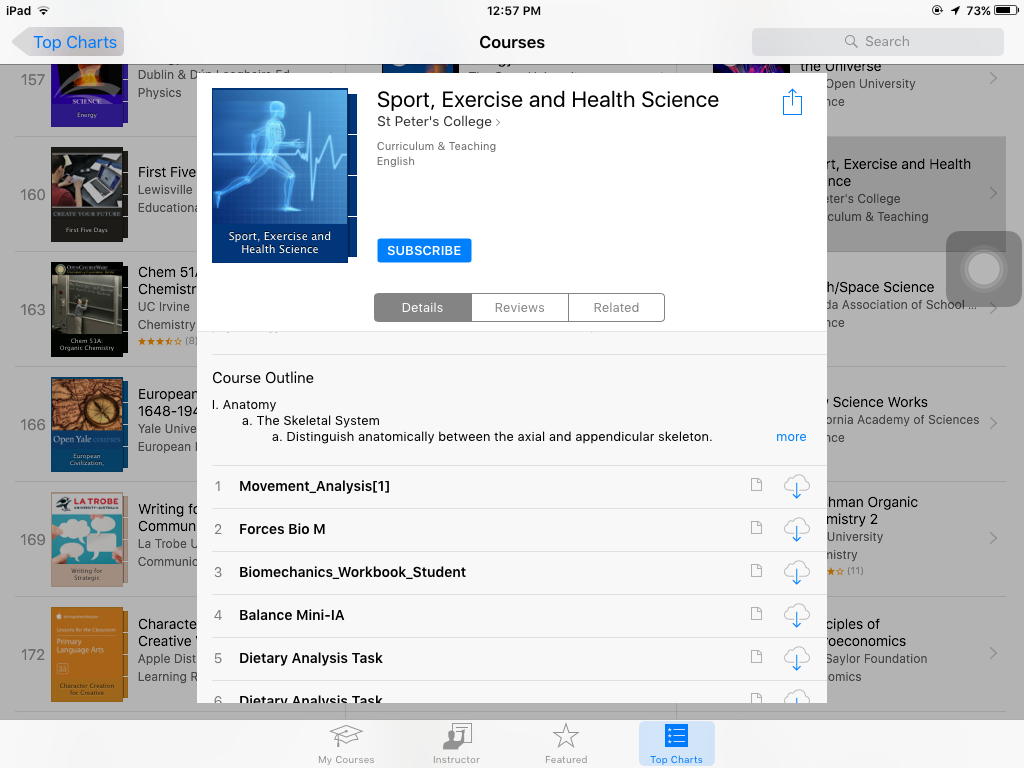 iPad
12:57 PM
73%
Top Charts
Courses
Search
157
SCIENCE
Energy
Physics
the Universe
Open University
nce
160
CREATE YOUR FUTURE
First Five Days
First Five
Lewisville
Educationa
rt, Exercise and Health
nce
eter's College
culum & Teaching
163
OPENCOURSEWARE
Chem 51A:
Organic Chemistry
Chem 51A
Chemistr
UC Irvine
Chemistry
(8)
h/Space Science
da Association of School ...
nce
166
Open Yale courses
European
Civilization,
European
1648-194
Yale Unive
European
Science Works
ornia Academy of Sciences
nce
169
LA TROBE
UNIVERSITY AUSTRALIA
Writing for
Strategic
Writing fo
Commun
La Trobe U
Communic
hman Organic
mistry 2
University
nistry
(11)
172
Lessons for the Classroom
Primary
Language Arts
Character Creation
for Creative
Characte
Creative
Apple Dist
Learning R
ciples of
roeconomics
Saylor Foundation
omics
Sport, Exercise and
Health Science
Sport, Exercise and Health Science
St Peter's College
Curriculum & Teaching
English
SUBSCRIBE
Details
Reviews
Related
Course Outline
I. Anatomy
a. The Skeletal System
a. Distinguish anatomically between the axial and appendicular skeleton.
more
1 Movement_Analysis[1]
2 Forces Bio M
3 Biomechanics_Workbook_Student
4 Balance Mini-IA
5 Dietary Analysis Task
6 Dietary Analysis Task
My Courses
Instructor
Featured
Top Charts